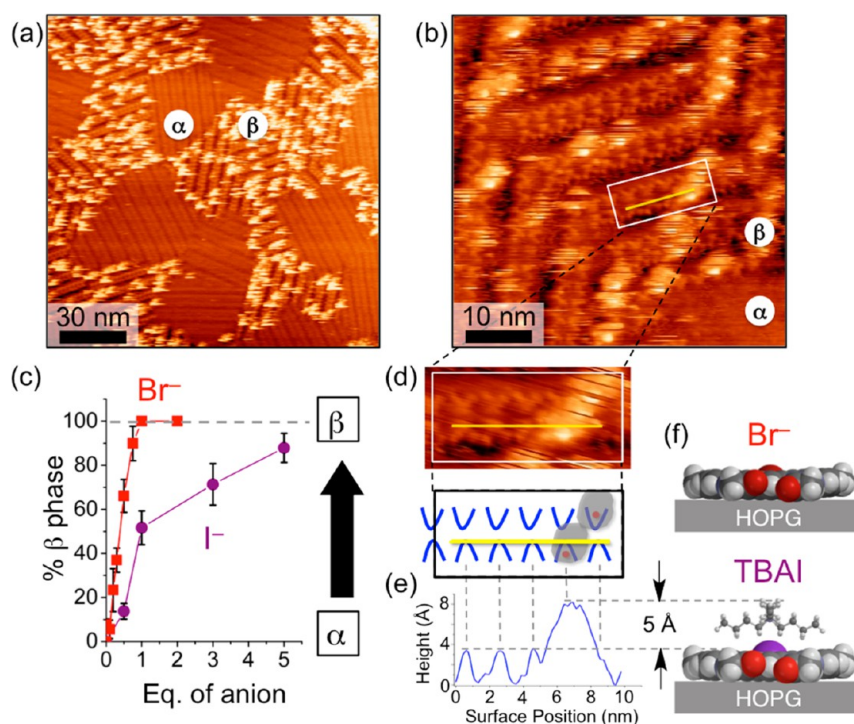 (a)
α
β
30 nm
(b)
β
α
10 nm
(c)
Br–
% β phase
100
80
60
40
20
0
I–
0 1 2 3 4 5
Eq. of anion
β
α
(d)
(e)
Height (Å)
8
4
0
0 2 4 6 8 10
Surface Position (nm)
5 Å
(f)
Br–
HOPG
TBAI
HOPG